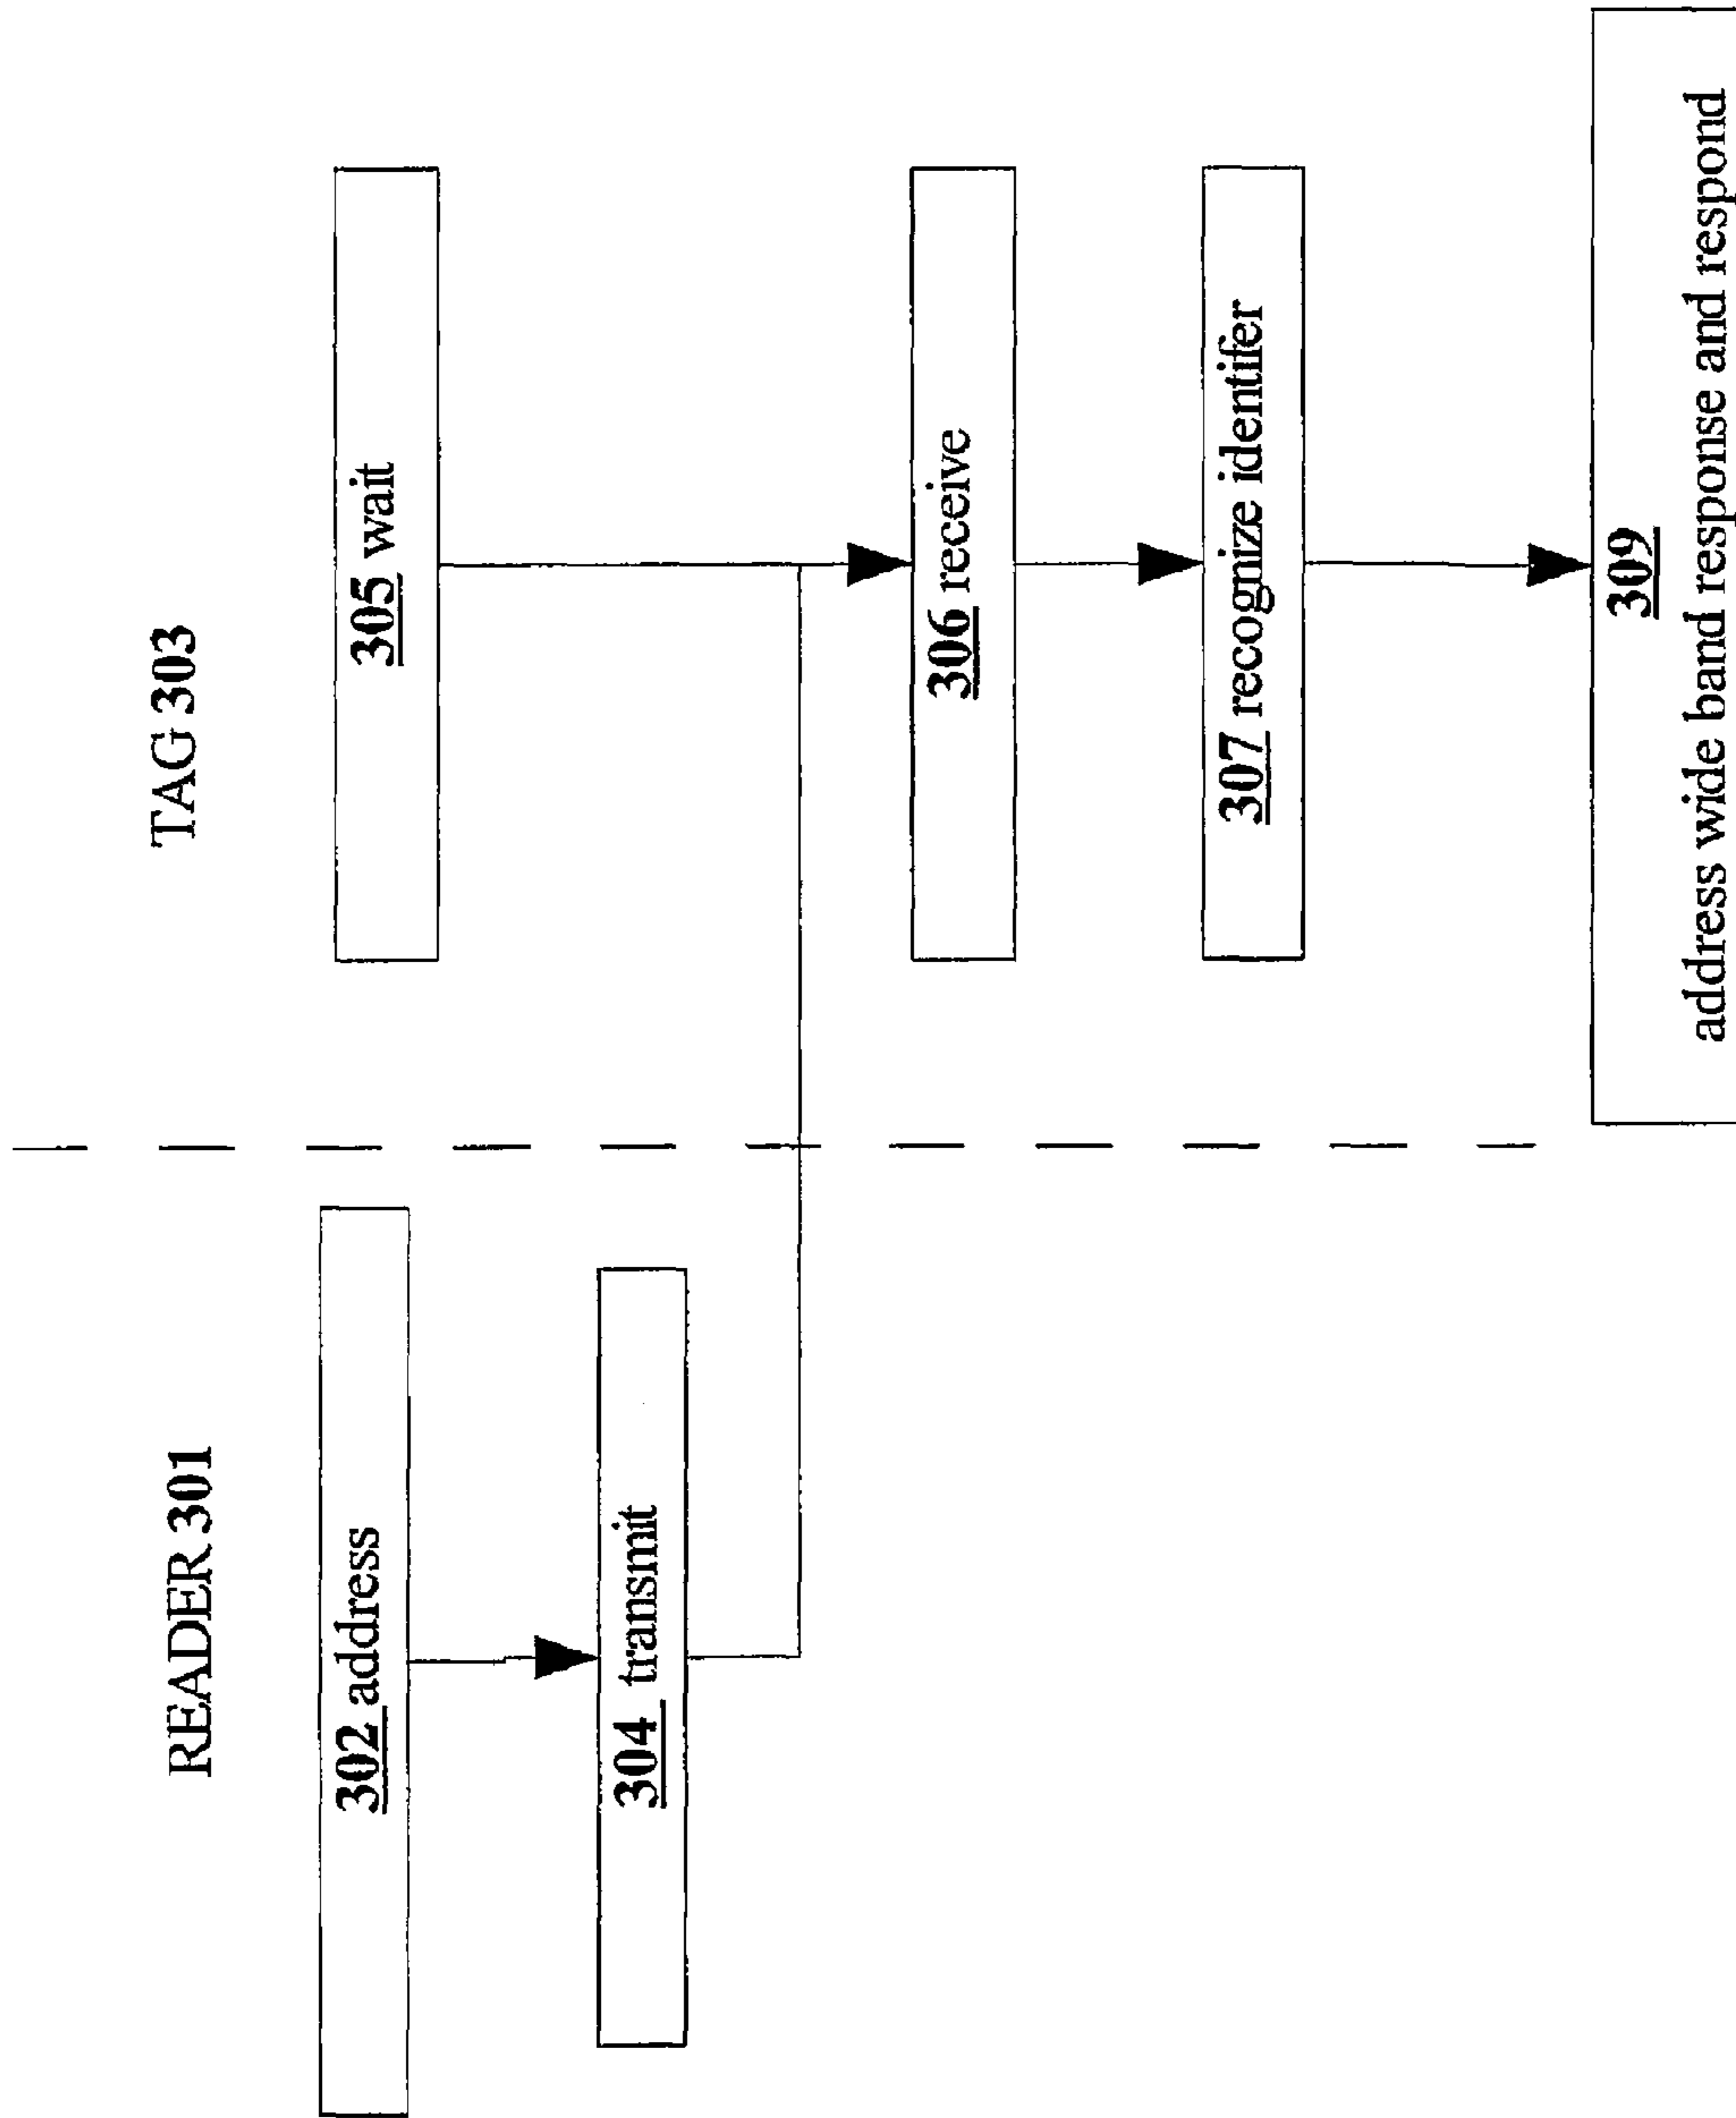 READER 301
TAG 303
302 address
305 wait
304 transmit
306 receive
307 recognize identifer
309
address wide band response and respond